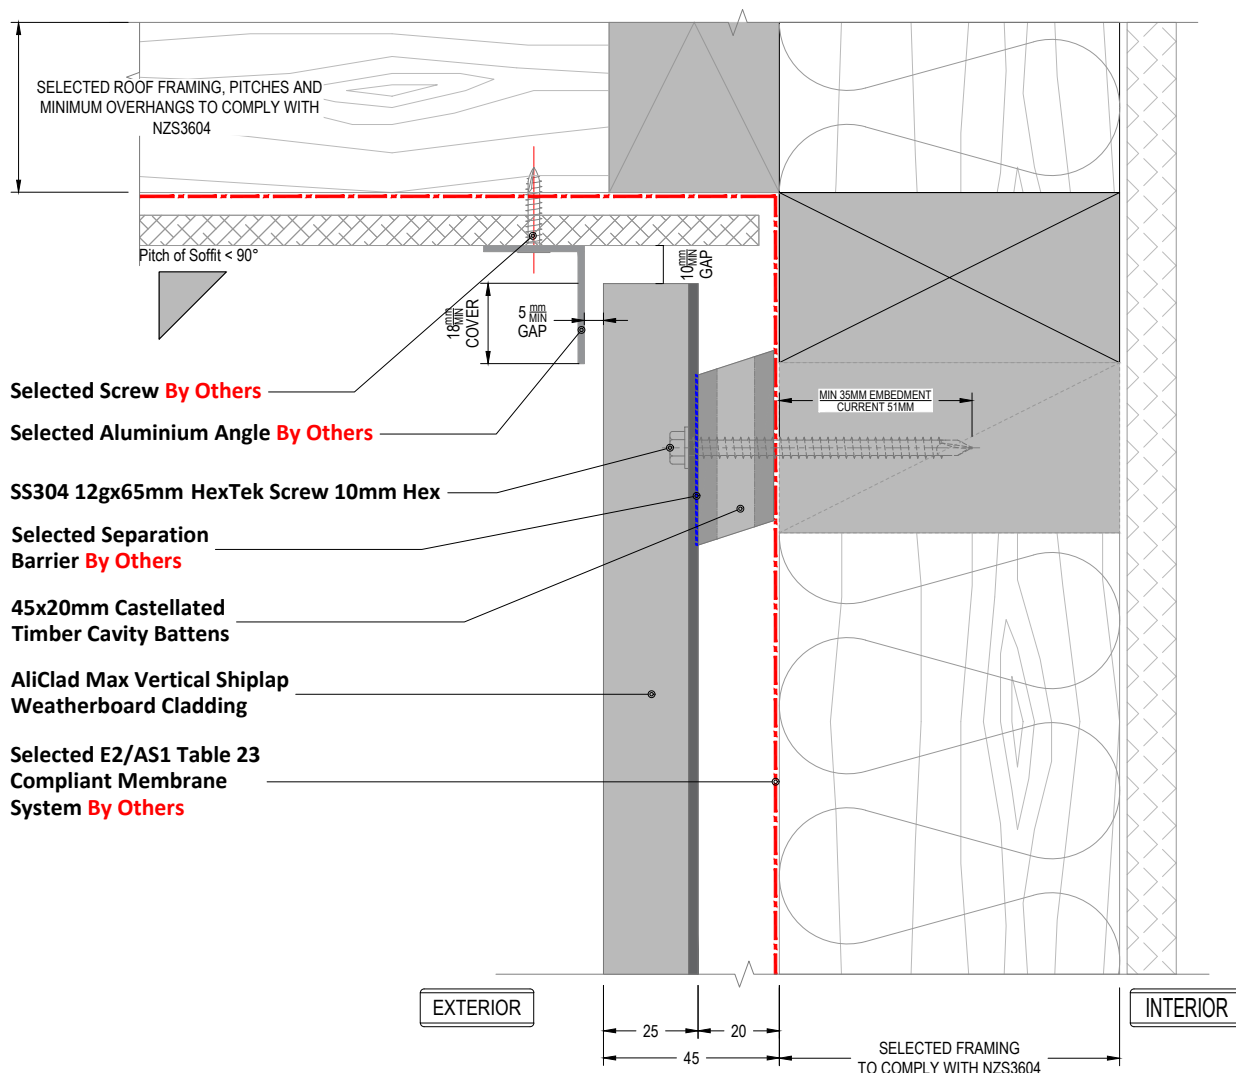 SELECTED ROOF FRAMING, PITCHES AND
MINIMUM OVERHANGS TO COMPLY WITH
NZS3604
Pitch of Soffit < 90°
10mm MIN
GAP
18mm MIN
COVER
5 mm MIN
GAP
MIN 35MM EMBEDMENT
CURRENT 51MM
Selected Screw By Others
Selected Aluminium Angle By Others
SS304 12gx65mm HexTek Screw 10mm Hex
Selected Separation
Barrier By Others
45x20mm Castellated
Timber Cavity Battens
AliClad Max Vertical Shiplap
Weatherboard Cladding
Selected E2/AS1 Table 23
Compliant Membrane
System By Others
EXTERIOR
INTERIOR
25
20
45
SELECTED FRAMING
TO COMPLY WITH NZS3604